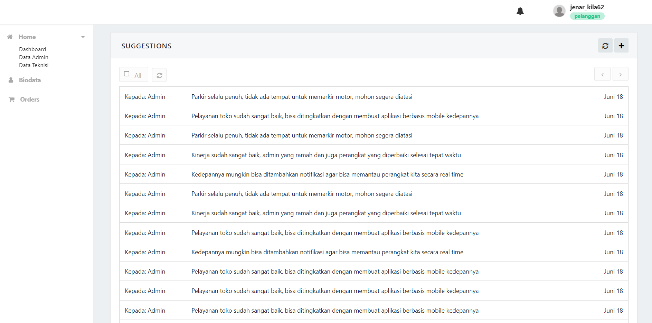 jenar_kila62
pelanggan
Home
Dashboard
Data Admin
Data Teknisi
Biodata
Orders
SUGGESTIONS
All
Kepada: Admin Parkir selalu penuh, tidak ada tempat untuk memarkir motor, mohon segera diatasi Jun 18
Kepada: Admin Pelayanan toko sudah sangat baik, bisa ditingkatkan dengan membuat aplikasi berbasis mobile kedepannya Jun 18
Kepada: Admin Parkir selalu penuh, tidak ada tempat untuk memarkir motor, mohon segera diatasi Jun 18
Kepada: Admin Kinerja sudah sangat baik, admin yang ramah dan juga perangkat yang diperbaiki selesai tepat waktu Jun 18
Kepada: Admin Kedepannya mungkin bisa ditambahkan notifikasi agar bisa memantau perangkat kita secara real time Jun 18
Kepada: Admin Parkir selalu penuh, tidak ada tempat untuk memarkir motor, mohon segera diatasi Jun 18
Kepada: Admin Kinerja sudah sangat baik, admin yang ramah dan juga perangkat yang diperbaiki selesai tepat waktu Jun 18
Kepada: Admin Pelayanan toko sudah sangat baik, bisa ditingkatkan dengan membuat aplikasi berbasis mobile kedepannya Jun 18
Kepada: Admin Kedepannya mungkin bisa ditambahkan notifikasi agar bisa memantau perangkat kita secara real time Jun 18
Kepada: Admin Pelayanan toko sudah sangat baik, bisa ditingkatkan dengan membuat aplikasi berbasis mobile kedepannya Jun 18
Kepada: Admin Pelayanan toko sudah sangat baik, bisa ditingkatkan dengan membuat aplikasi berbasis mobile kedepannya Jun 18
Kepada: Admin Pelayanan toko sudah sangat baik, bisa ditingkatkan dengan membuat aplikasi berbasis mobile kedepannya Jun 18